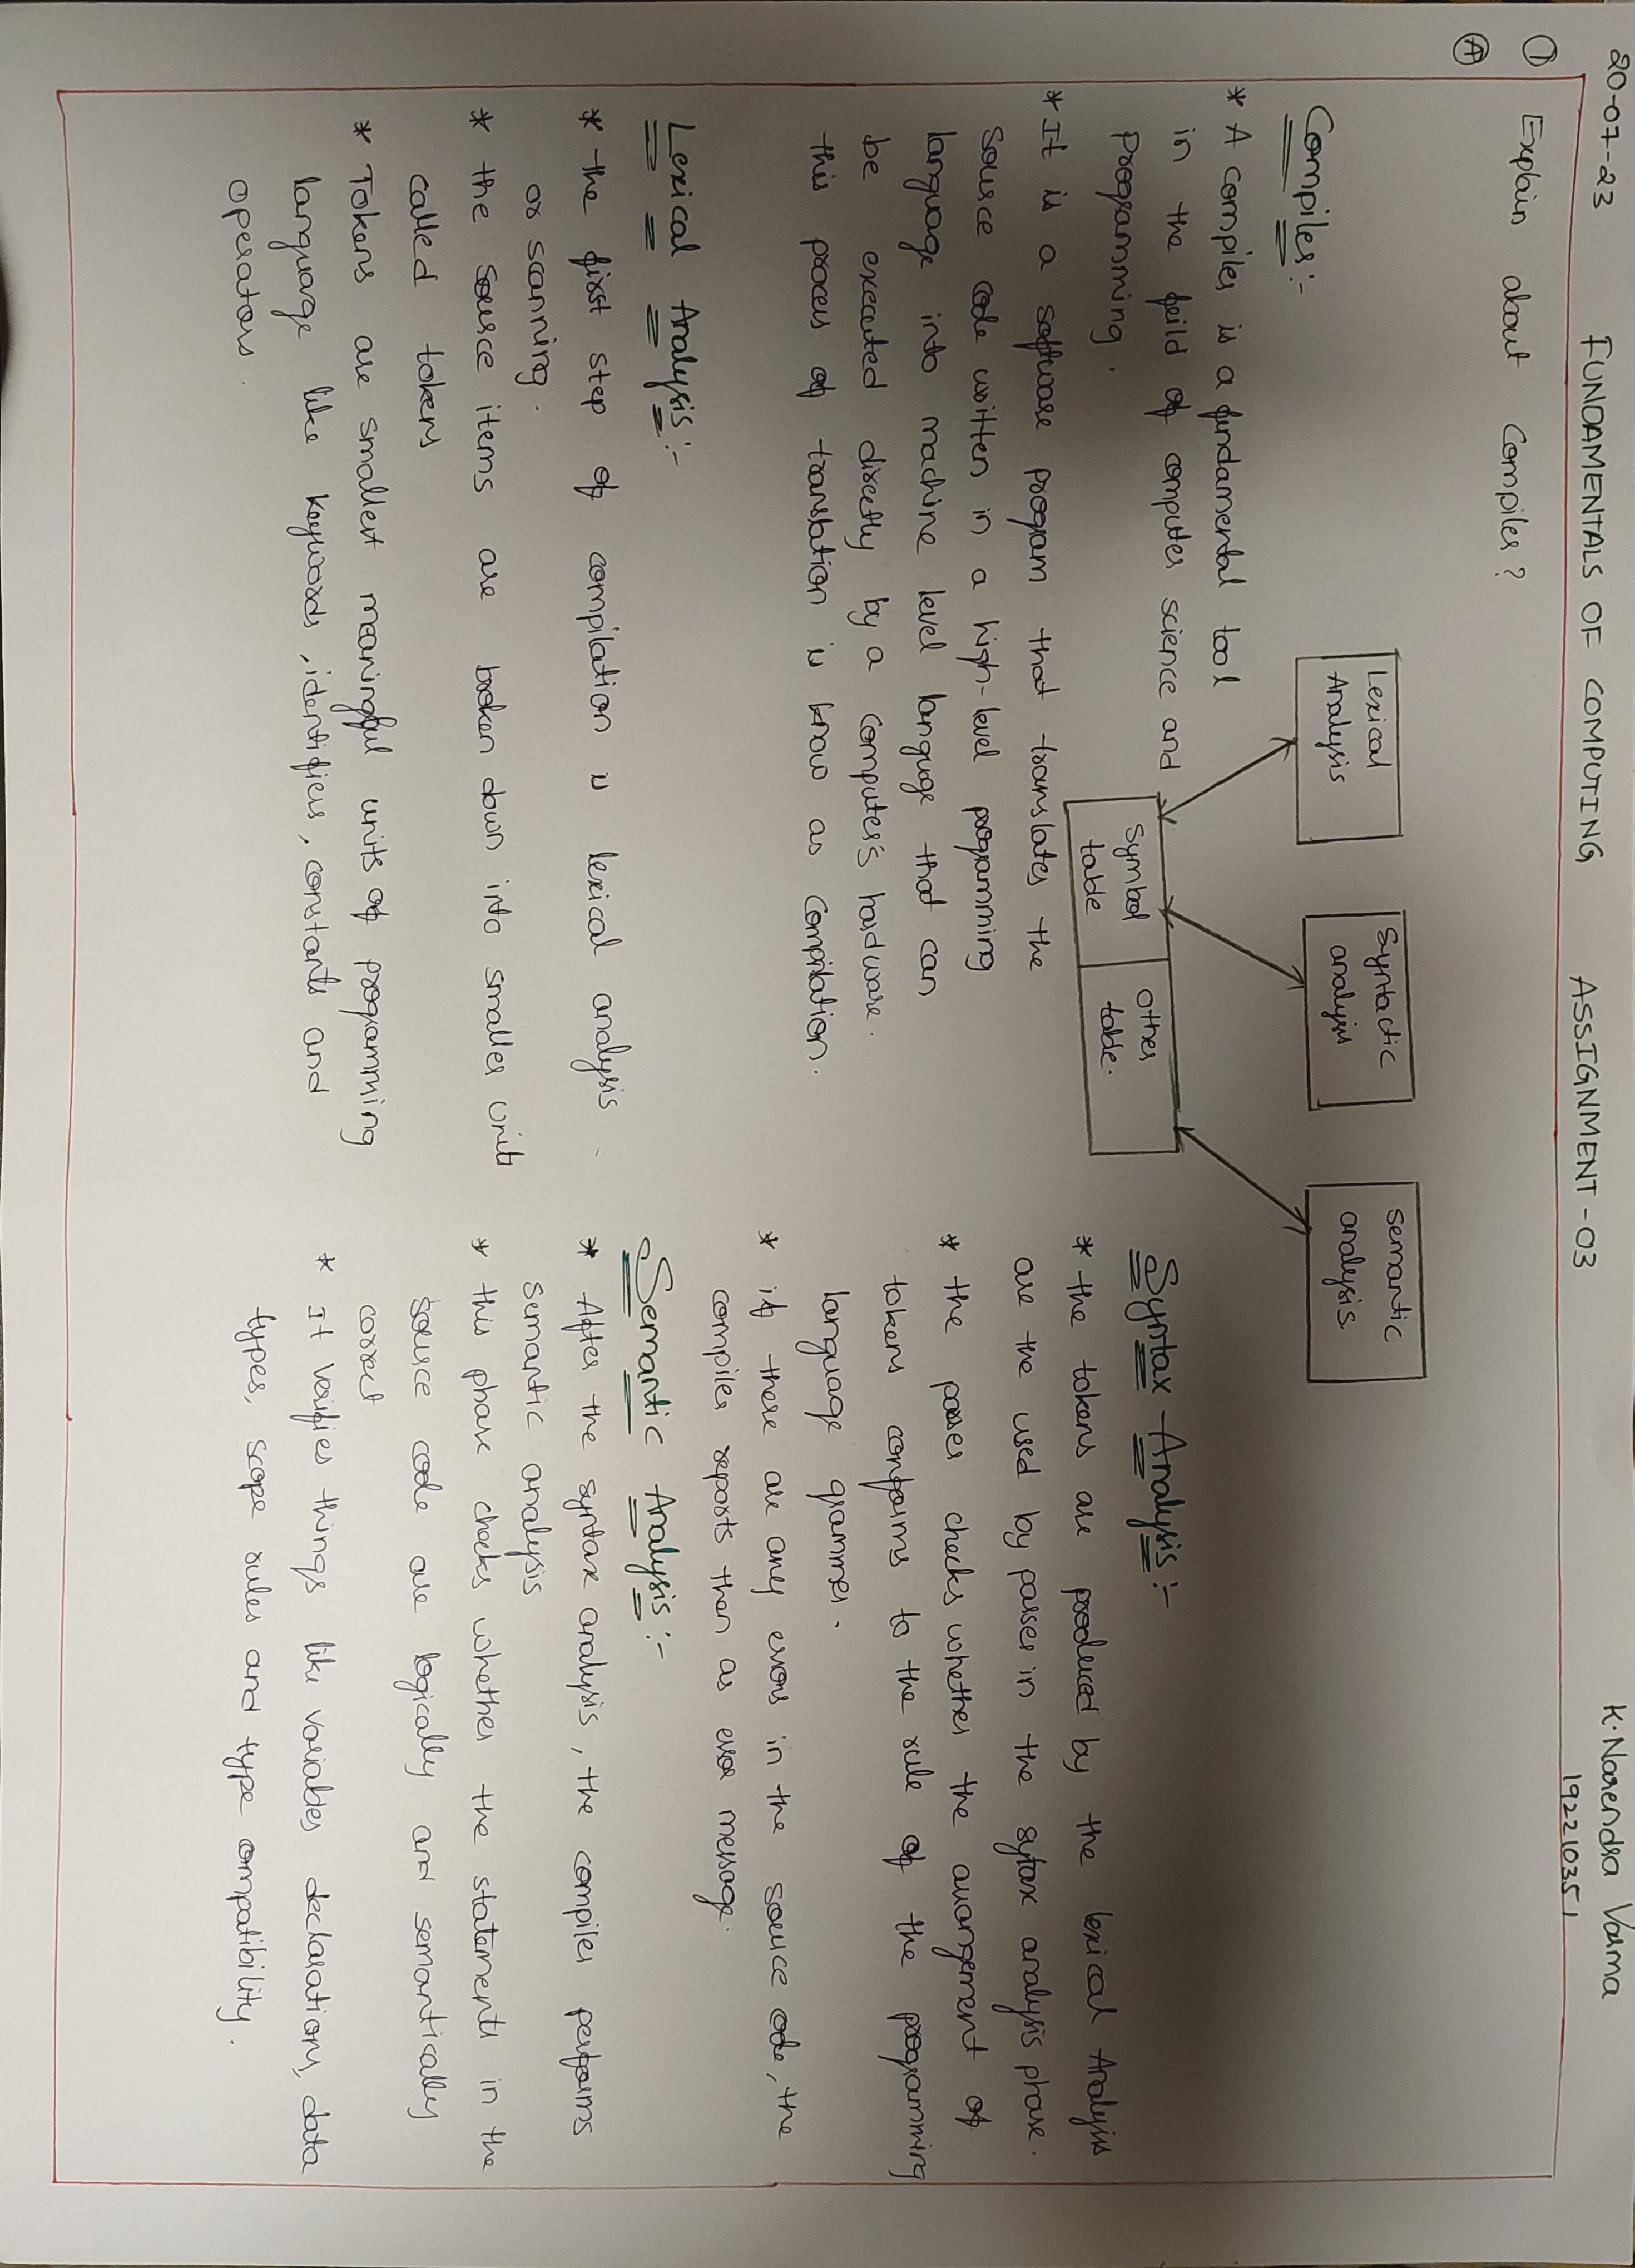 20-07-23
FUNDAMENTALS OF COMPUTING
ASSIGNMENT-03
K.Narendra Varma
192210351
① Explain about Compiler?
Ⓐ
Lexical
Analysis
Syntactic
analysis
Semantic
analysis
Symbol
table
other
table.
Compiler:-
* A compiler is a fundamental tool
in the feild of computer science and
programming.
* It is a software program that translates the
source code written in a high-level programming
language into machine level language that can
be executed directly by a computer's hardware.
this process of translation is know as compilation.
Lexical Analysis:-
* the first step of compilation is lexical analysis
or scanning.
* the source items are broken down into smaller units
called tokens
* Tokens are smallest meaningful units of programming
language like keywords, identifiers, constants and
operators.
Syntax Analysis:-
* the tokens are produced by the lexical Analysis
are the used by parser in the sytax analysis phase.
* the parser checks whether the arrangement of
tokens conforms to the rule of the programming
language grammer.
* if there are any errors in the source code, the
compiler reports then as error message.
Semantic Analysis:-
* After the syntax analysis, the compiler performs
semantic analysis
* this phase checks whether the statements in the
source code are logically and semantically
correct
* It verifies things like variables declarations, data
types, scope rules and type compatibility.